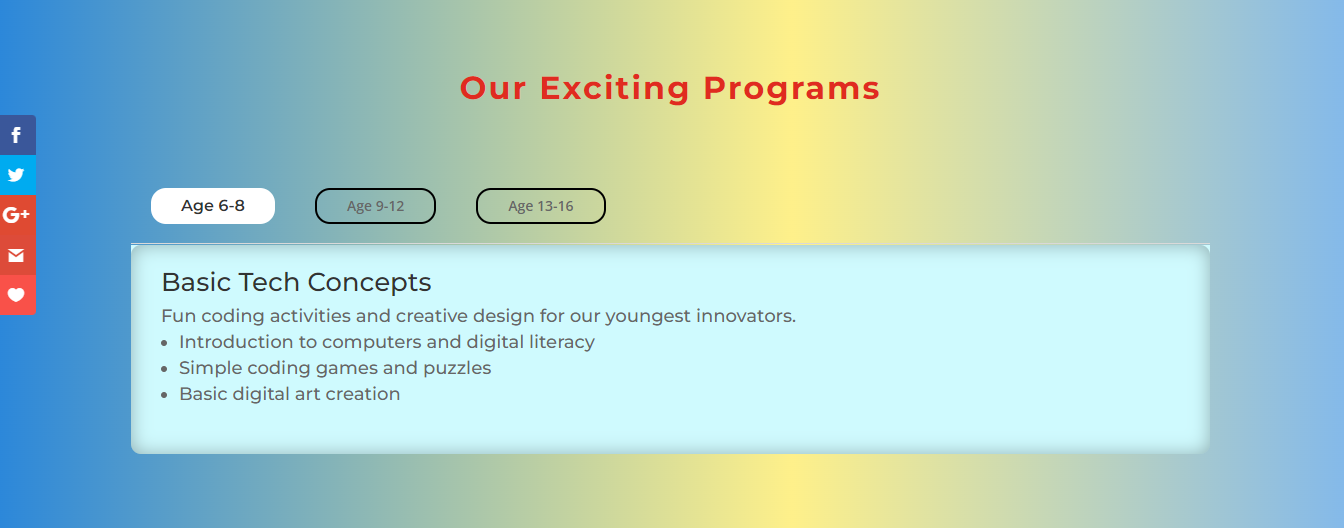 Our Exciting Programs
Age 6-8
Age 9-12
Age 13-16
Basic Tech Concepts
Fun coding activities and creative design for our youngest innovators.
• Introduction to computers and digital literacy
• Simple coding games and puzzles
• Basic digital art creation